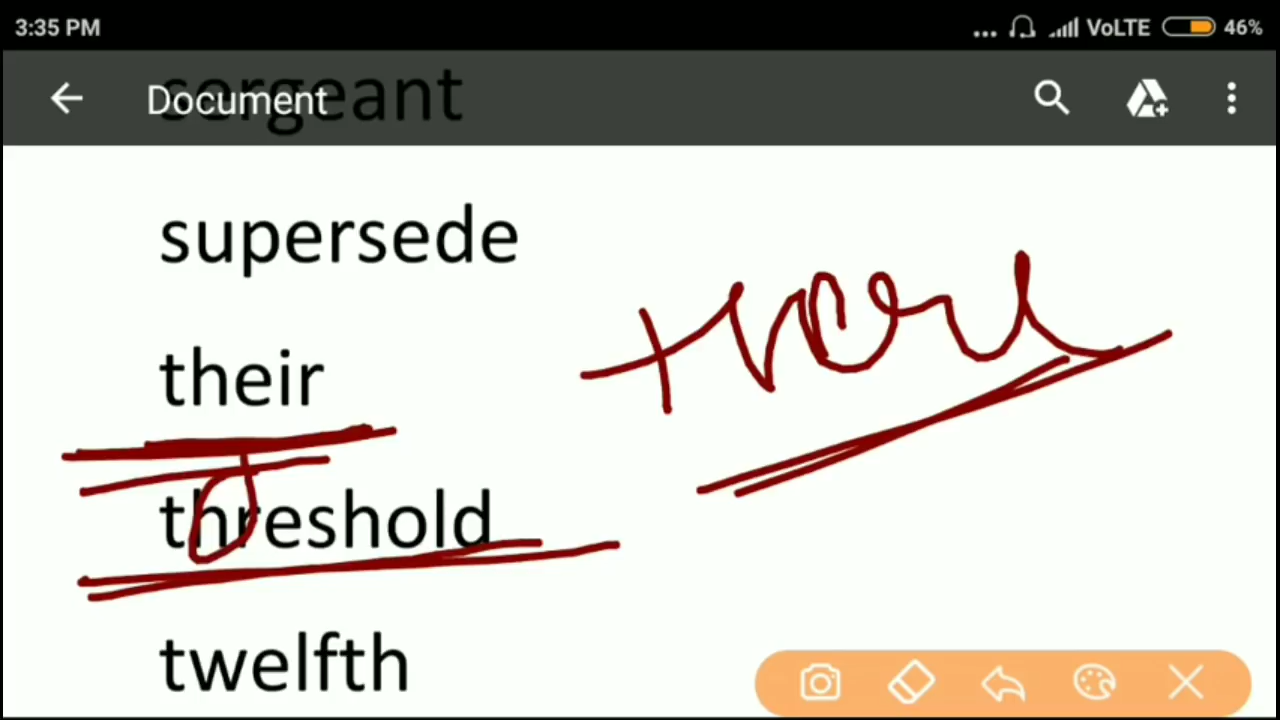 3:35 PM ... VoLTE 46%
sergeant
Document
supersede
their
threshold
twelfth